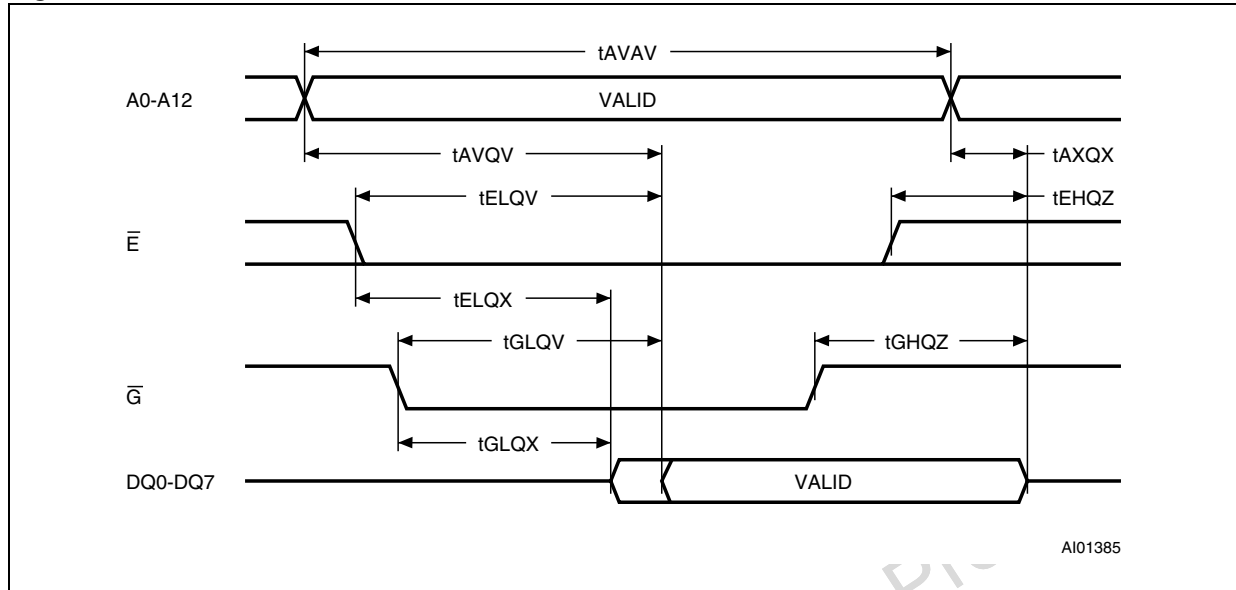 tAVAV
A0-A12 VALID
tAVQV tAXQX
tELQV tEHQZ
E̅
tELQX
tGLQV tGHQZ
G̅
tGLQX
DQ0-DQ7 VALID
AI01385